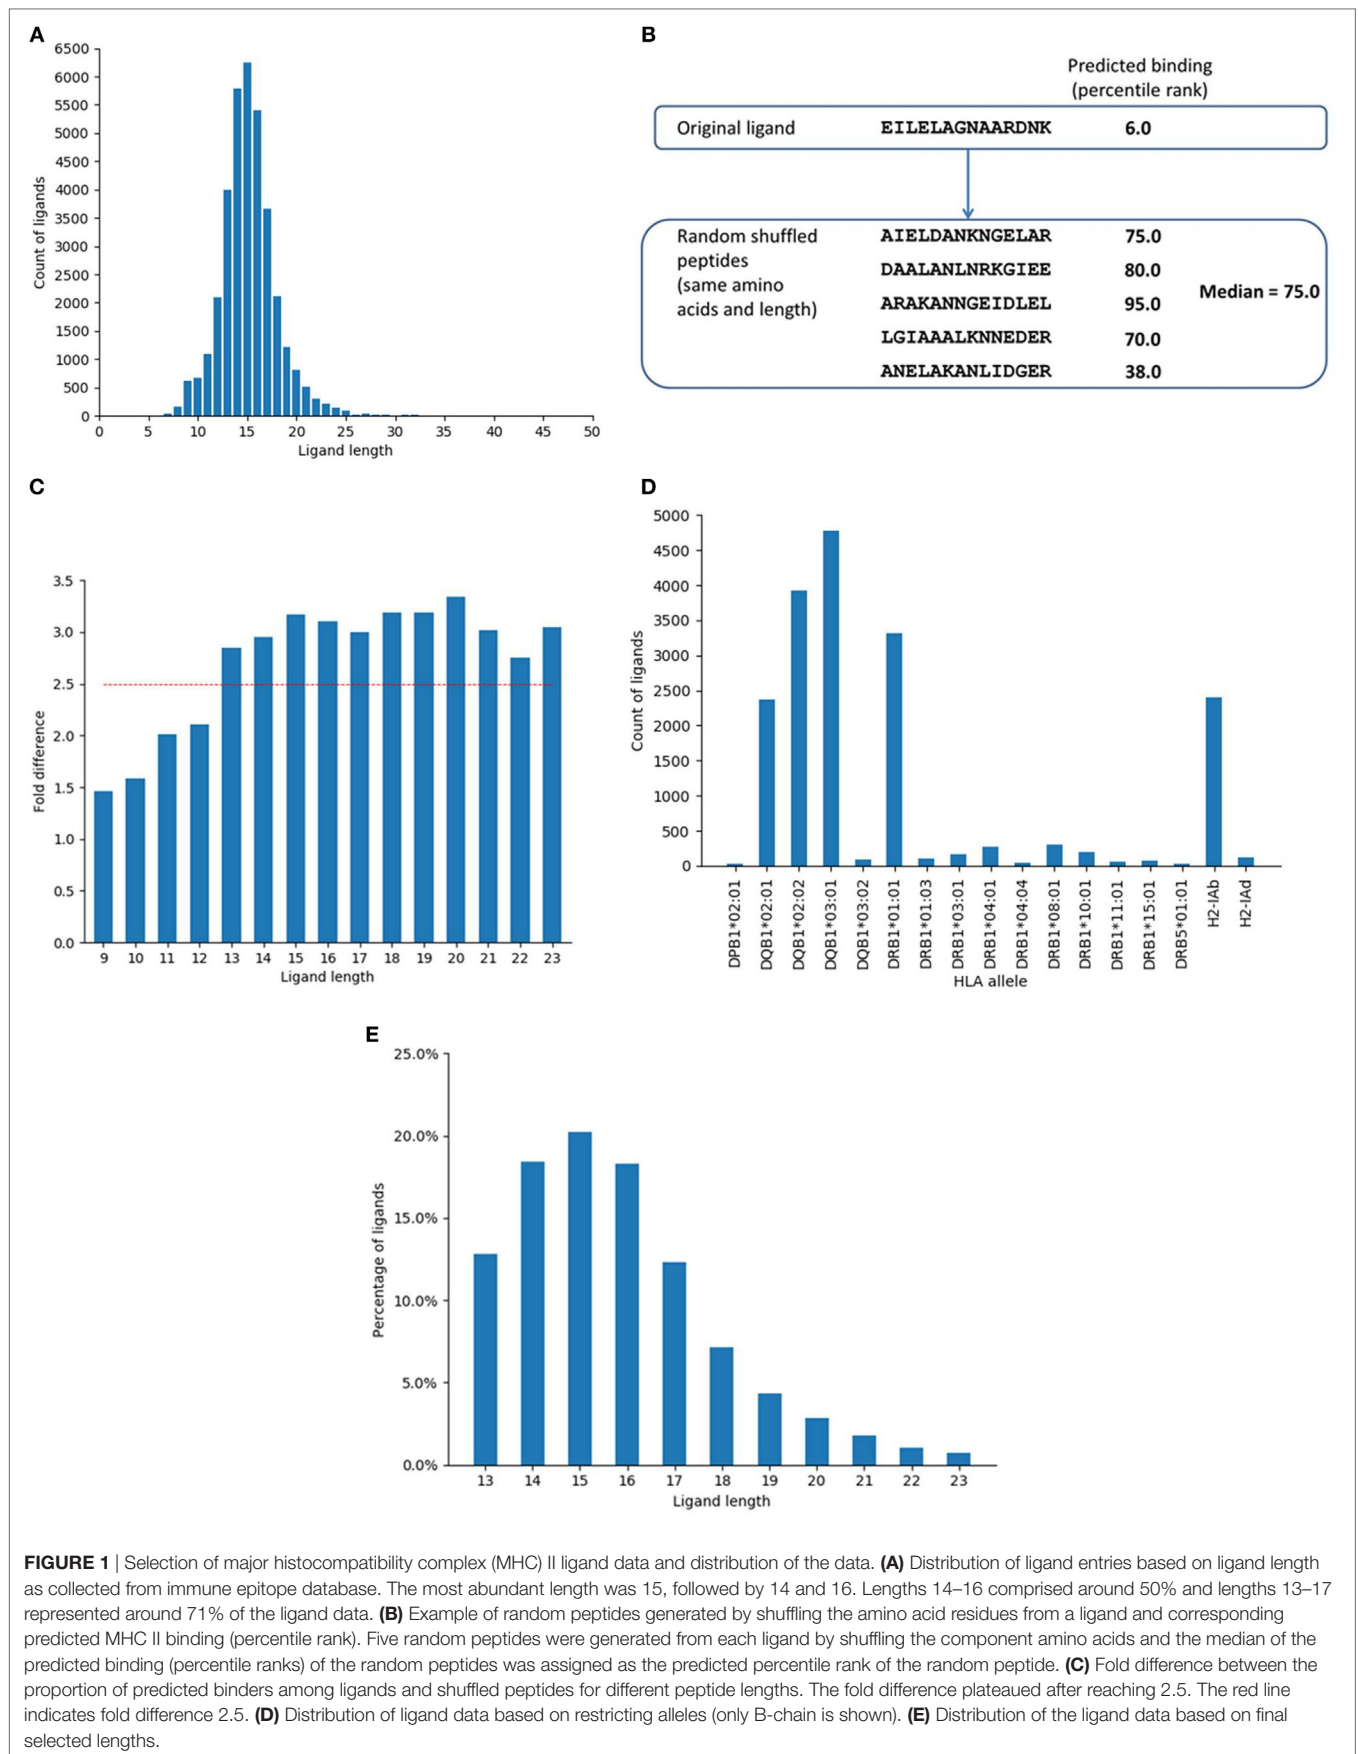 A
6500
6000
5500
5000
4500
4000
3500
3000
2500
2000
1500
1000
500
0
Count of ligands
0 5 10 15 20 25 30 35 40 45 50
Ligand length
B
Predicted binding
(percentile rank)
Original ligand EILELAGNAARDNK 6.0
Random shuffled AIELDANKNGELAR 75.0
peptides DAALANLNRKGIEE 80.0
(same amino ARAKANNGEIDLEL 95.0
acids and length) LGIAAALKNNEDER 70.0
ANELAKANLIDGER 38.0
Median = 75.0
C
3.5
3.0
2.5
2.0
1.5
1.0
0.5
0.0
Fold difference
9 10 11 12 13 14 15 16 17 18 19 20 21 22 23
Ligand length
D
5000
4500
4000
3500
3000
2500
2000
1500
1000
500
0
Count of ligands
DPB1*02:01
DQB1*02:01
DQB1*02:02
DQB1*03:01
DQB1*03:02
DRB1*01:01
DRB1*01:03
DRB1*03:01
DRB1*04:01
DRB1*04:04
DRB1*08:01
DRB1*10:01
DRB1*11:01
DRB1*15:01
DRB5*01:01
H2-IAb
H2-IAd
HLA allele
E
25.0%
20.0%
15.0%
10.0%
5.0%
0.0%
Percentage of ligands
13 14 15 16 17 18 19 20 21 22 23
Ligand length
FIGURE 1 | Selection of major histocompatibility complex (MHC) II ligand data and distribution of the data. (A) Distribution of ligand entries based on ligand length
as collected from immune epitope database. The most abundant length was 15, followed by 14 and 16. Lengths 14–16 comprised around 50% and lengths 13–17
represented around 71% of the ligand data. (B) Example of random peptides generated by shuffling the amino acid residues from a ligand and corresponding
predicted MHC II binding (percentile rank). Five random peptides were generated from each ligand by shuffling the component amino acids and the median of the
predicted binding (percentile ranks) of the random peptides was assigned as the predicted percentile rank of the random peptide. (C) Fold difference between the
proportion of predicted binders among ligands and shuffled peptides for different peptide lengths. The fold difference plateaued after reaching 2.5. The red line
indicates fold difference 2.5. (D) Distribution of ligand data based on restricting alleles (only B-chain is shown). (E) Distribution of the ligand data based on final
selected lengths.